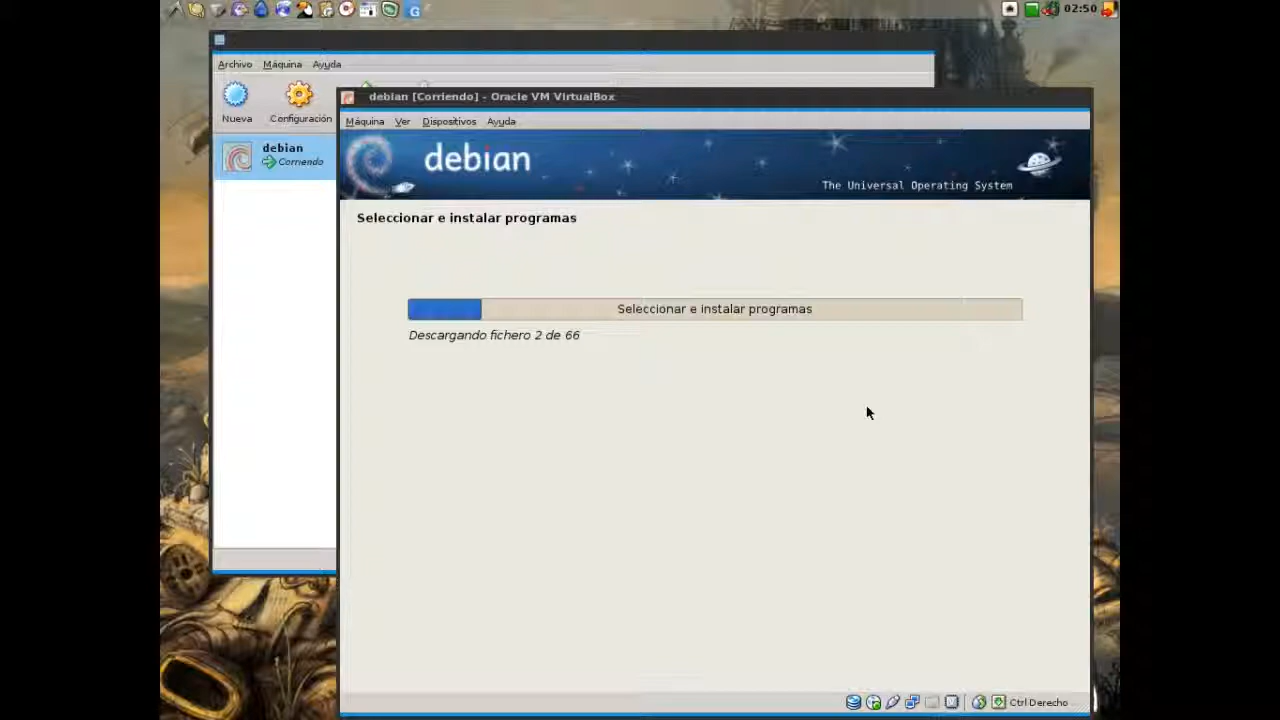 02:50
Archivo Máquina Ayuda
Nueva Configuración
debian
Corriendo
debian [Corriendo] - Oracle VM VirtualBox
Máquina Ver Dispositivos Ayuda
debian
The Universal Operating System
Seleccionar e instalar programas
Seleccionar e instalar programas
Descargando fichero 2 de 66
Ctrl Derecho